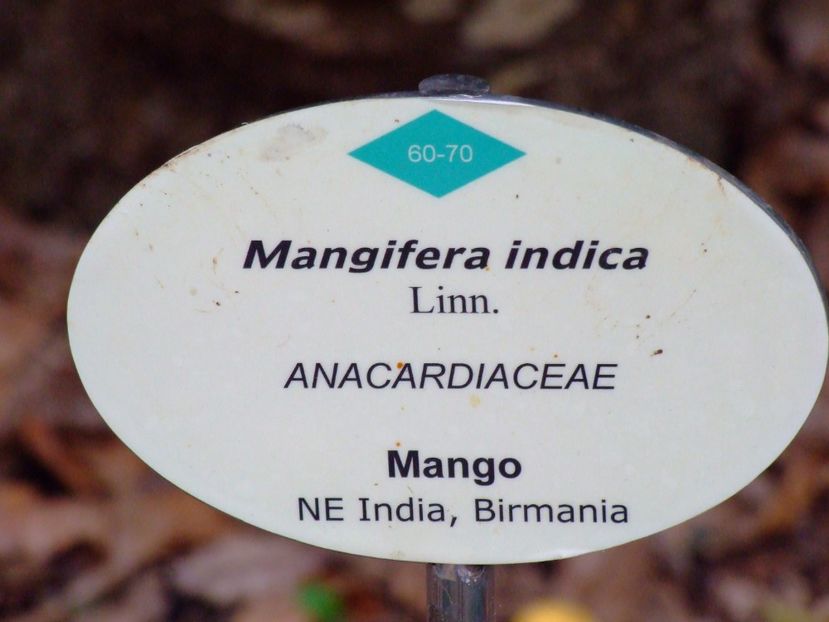 60-70
Mangifera indica
Linn.
ANACARDIACEAE
Mango
NE India, Birmania